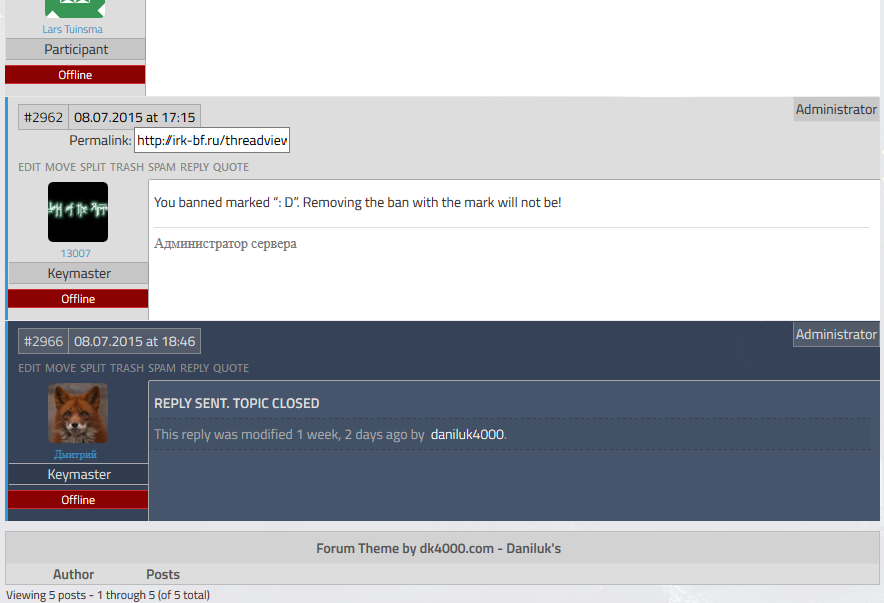 Lars Tuinsma
Participant
Offline
#2962 08.07.2015 at 17:15
Administrator
Permalink: http://irk-bf.ru/threadview
EDIT MOVE SPLIT TRASH SPAM REPLY QUOTE
You banned marked “: D”. Removing the ban with the mark will not be!
Администратор сервера
13007
Keymaster
Offline
#2966 08.07.2015 at 18:46
Administrator
EDIT MOVE SPLIT TRASH SPAM REPLY QUOTE
REPLY SENT. TOPIC CLOSED
This reply was modified 1 week, 2 days ago by daniluk4000.
Дмитрий
Keymaster
Offline
Forum Theme by dk4000.com - Daniluk's
Author Posts
Viewing 5 posts - 1 through 5 (of 5 total)